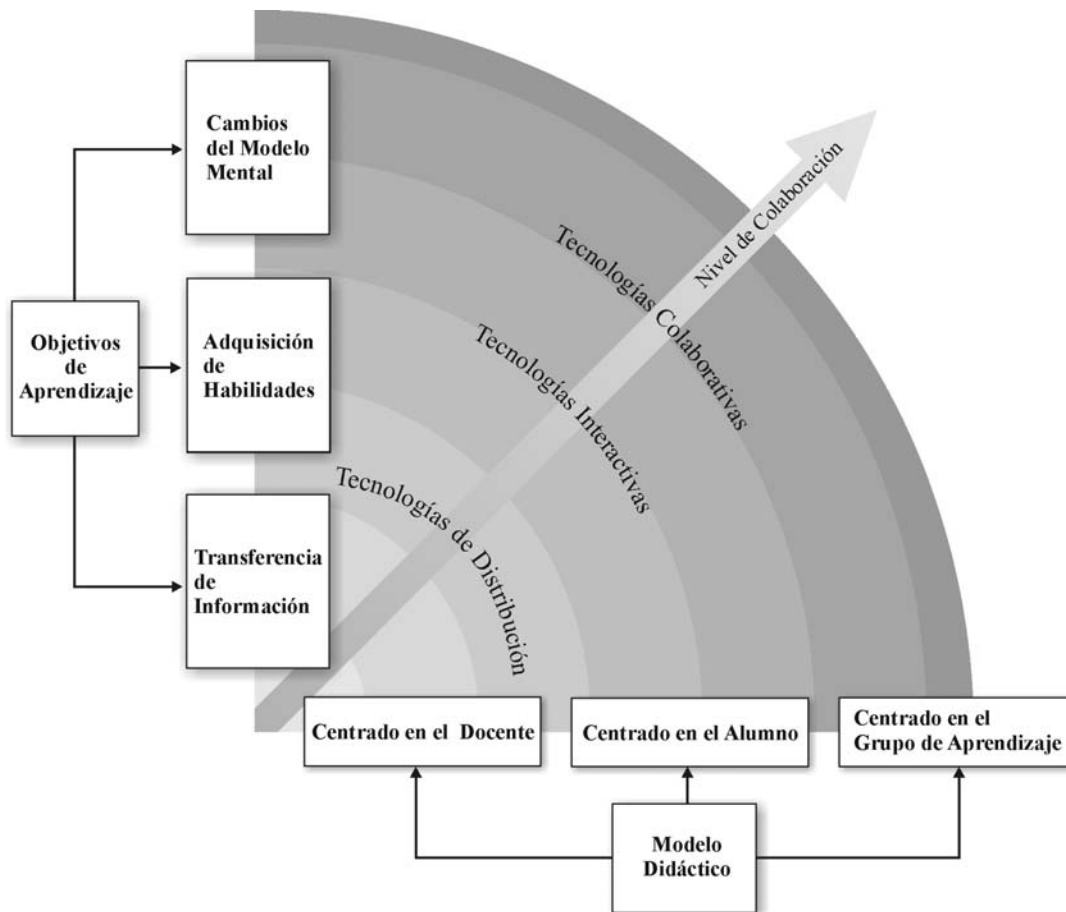 Cambios
del Modelo
Mental
Nivel de Colaboración
Tecnologías Colaborativas
Tecnologías Interactivas
Objetivos
de
Aprendizaje
Adquisición
de
Habilidades
Tecnologías de Distribución
Transferencia
de
Información
Centrado en el Docente
Centrado en el Alumno
Centrado en el
Grupo de Aprendizaje
Modelo
Didáctico